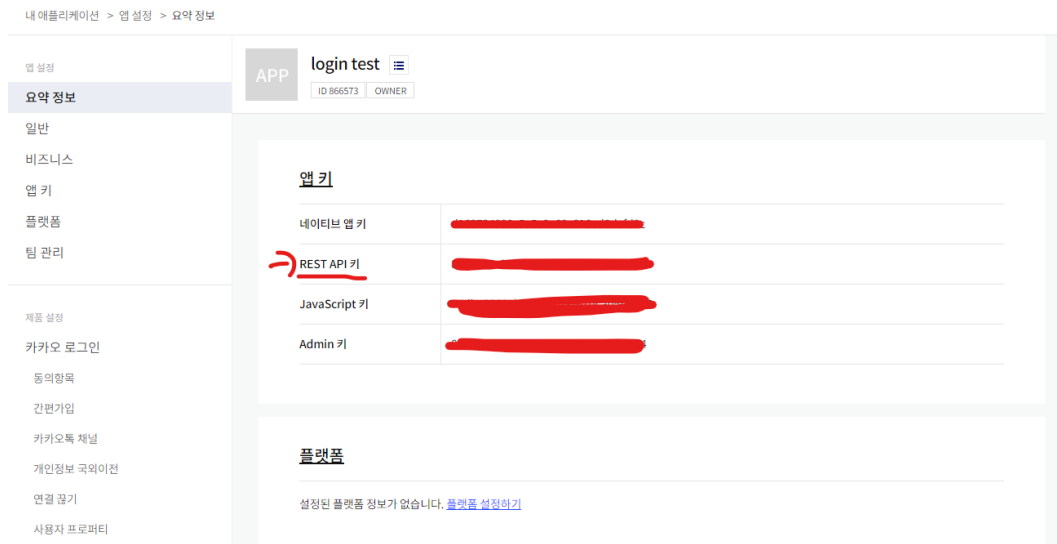 내 애플리케이션 > 앱 설정 > 요약 정보
앱 설정
요약 정보
일반
비즈니스
앱 키
플랫폼
팀 관리
제품 설정
카카오 로그인
동의항목
간편가입
카카오톡 채널
개인정보 국외이전
연결 끊기
사용자 프로퍼티
APP
login test
ID 866573 OWNER
앱 키
네이티브 앱 키
REST API 키
JavaScript 키
Admin 키
플랫폼
설정된 플랫폼 정보가 없습니다. 플랫폼 설정하기